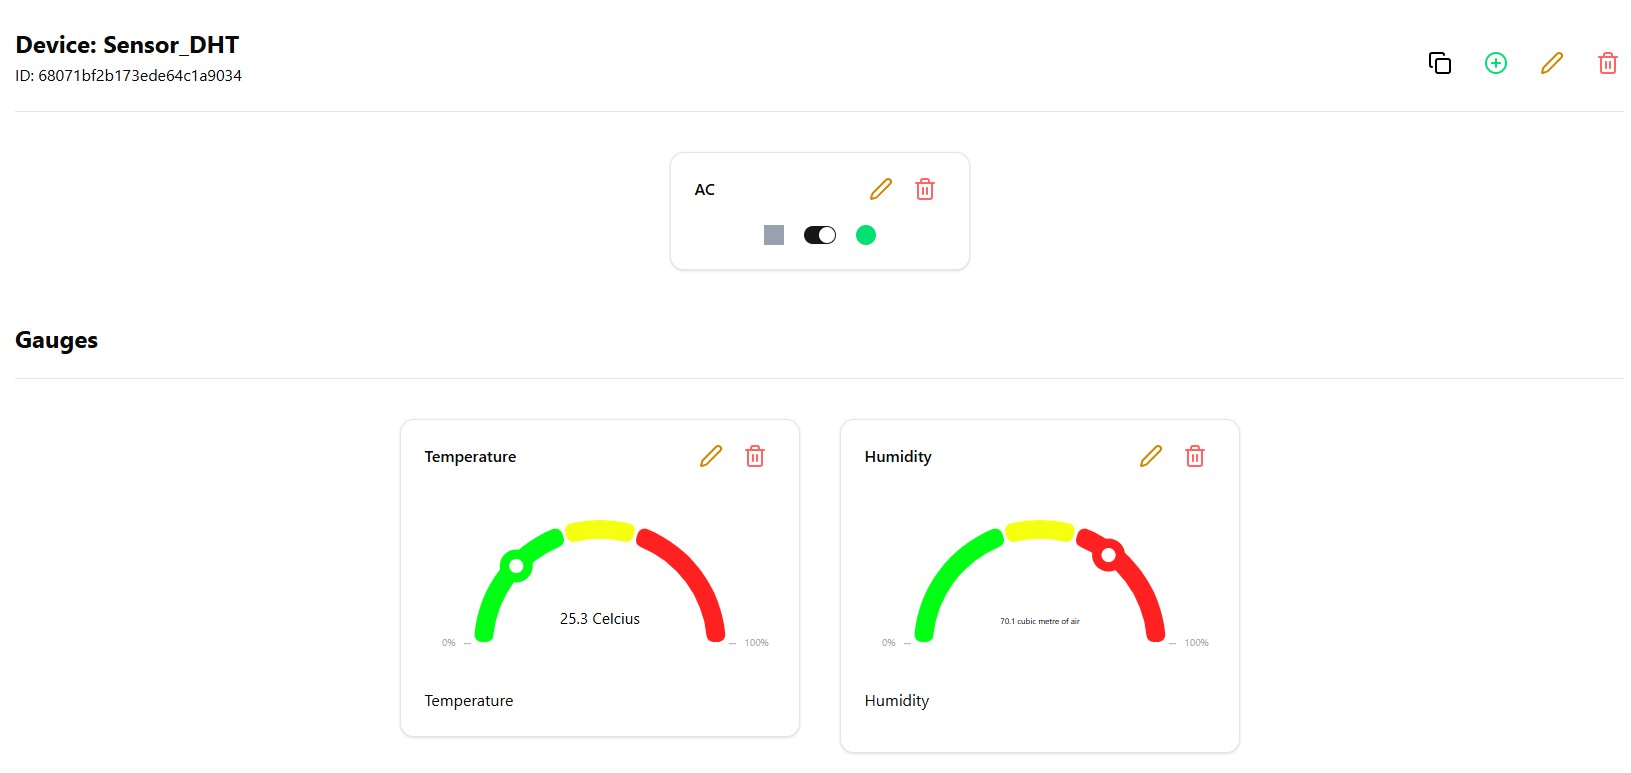 Device: Sensor_DHT
ID: 68071bf2b173ede64c1a9034
AC
Gauges
Temperature
25.3 Celcius
0%
100%
Temperature
Humidity
70.1 cubic metre of air
0%
100%
Humidity